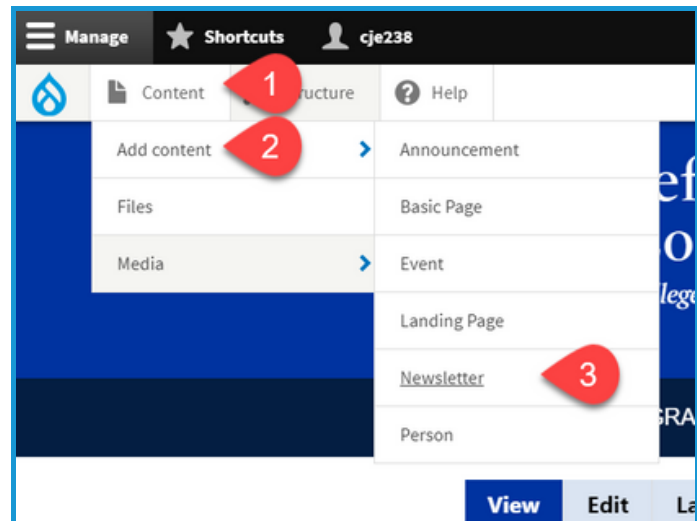 Manage Shortcuts cje238
Content 1 ructure Help
Add content 2 Announcement
Files Basic Page
Media Event
Landing Page
Newsletter 3
Person
View Edit